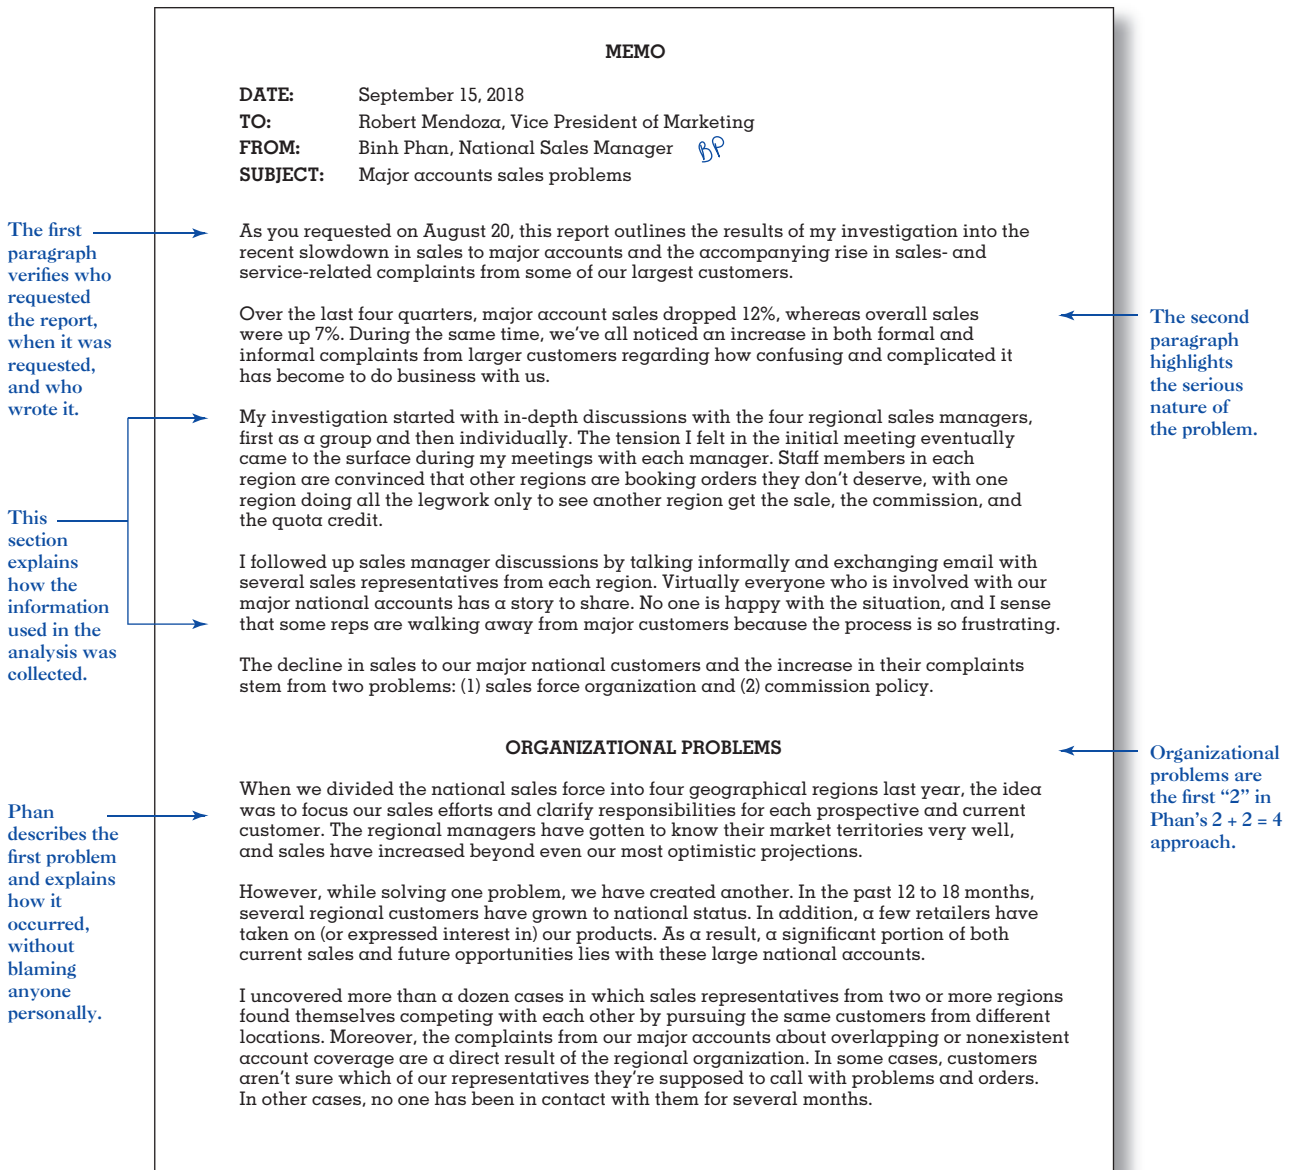 MEMO
DATE: September 15, 2018
TO: Robert Mendoza, Vice President of Marketing
FROM: Binh Phan, National Sales Manager BP
SUBJECT: Major accounts sales problems
The first
paragraph
verifies who
requested
the report,
when it was
requested,
and who
wrote it.
As you requested on August 20, this report outlines the results of my investigation into the
recent slowdown in sales to major accounts and the accompanying rise in sales- and
service-related complaints from some of our largest customers.
Over the last four quarters, major account sales dropped 12%, whereas overall sales
were up 7%. During the same time, we’ve all noticed an increase in both formal and
informal complaints from larger customers regarding how confusing and complicated it
has become to do business with us.
The second
paragraph
highlights
the serious
nature of
the problem.
My investigation started with in-depth discussions with the four regional sales managers,
first as a group and then individually. The tension I felt in the initial meeting eventually
came to the surface during my meetings with each manager. Staff members in each
region are convinced that other regions are booking orders they don’t deserve, with one
region doing all the legwork only to see another region get the sale, the commission, and
the quota credit.
This
section
explains
how the
information
used in the
analysis was
collected.
I followed up sales manager discussions by talking informally and exchanging email with
several sales representatives from each region. Virtually everyone who is involved with our
major national accounts has a story to share. No one is happy with the situation, and I sense
that some reps are walking away from major customers because the process is so frustrating.
The decline in sales to our major national customers and the increase in their complaints
stem from two problems: (1) sales force organization and (2) commission policy.
ORGANIZATIONAL PROBLEMS
Organizational
problems are
the first “2” in
Phan’s 2 + 2 = 4
approach.
Phan
describes the
first problem
and explains
how it
occurred,
without
blaming
anyone
personally.
When we divided the national sales force into four geographical regions last year, the idea
was to focus our sales efforts and clarify responsibilities for each prospective and current
customer. The regional managers have gotten to know their market territories very well,
and sales have increased beyond even our most optimistic projections.
However, while solving one problem, we have created another. In the past 12 to 18 months,
several regional customers have grown to national status. In addition, a few retailers have
taken on (or expressed interest in) our products. As a result, a significant portion of both
current sales and future opportunities lies with these large national accounts.
I uncovered more than a dozen cases in which sales representatives from two or more regions
found themselves competing with each other by pursuing the same customers from different
locations. Moreover, the complaints from our major accounts about overlapping or nonexistent
account coverage are a direct result of the regional organization. In some cases, customers
aren’t sure which of our representatives they’re supposed to call with problems and orders.
In other cases, no one has been in contact with them for several months.